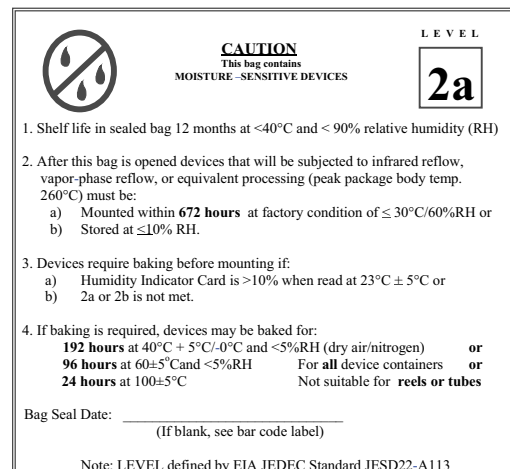 LEVEL
CAUTION
This bag contains
MOISTURE –SENSITIVE DEVICES
2a
1. Shelf life in sealed bag 12 months at <40°C and < 90% relative humidity (RH)
2. After this bag is opened devices that will be subjected to infrared reflow,
vapor-phase reflow, or equivalent processing (peak package body temp.
260°C) must be:
a) Mounted within 672 hours at factory condition of ≤ 30°C/60%RH or
b) Stored at ≤10% RH.
3. Devices require baking before mounting if:
a) Humidity Indicator Card is >10% when read at 23°C ± 5°C or
b) 2a or 2b is not met.
4. If baking is required, devices may be baked for:
192 hours at 40°C + 5°C/-0°C and <5%RH (dry air/nitrogen) or
96 hours at 60±5°Cand <5%RH For all device containers or
24 hours at 100±5°C Not suitable for reels or tubes
Bag Seal Date: ______________________________
(If blank, see bar code label)
Note: LEVEL defined by EIA JEDEC Standard JESD22-A113